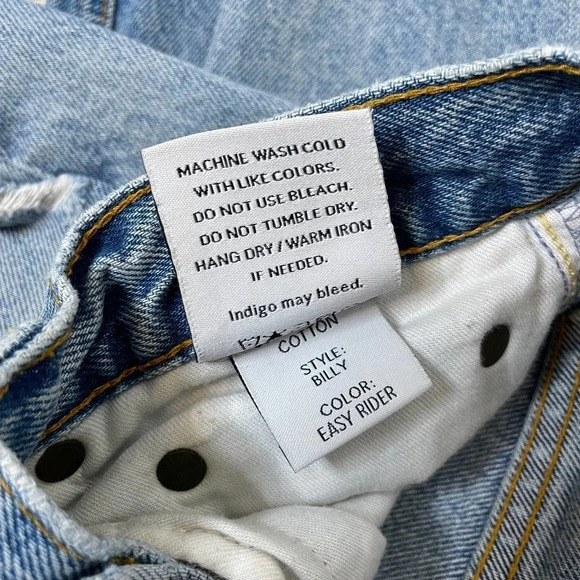 MACHINE WASH COLD
WITH LIKE COLORS.
DO NOT USE BLEACH.
DO NOT TUMBLE DRY.
HANG DRY / WARM IRON
IF NEEDED.
Indigo may bleed.
COTTON
STYLE:
BILLY
COLOR:
EASY RIDER